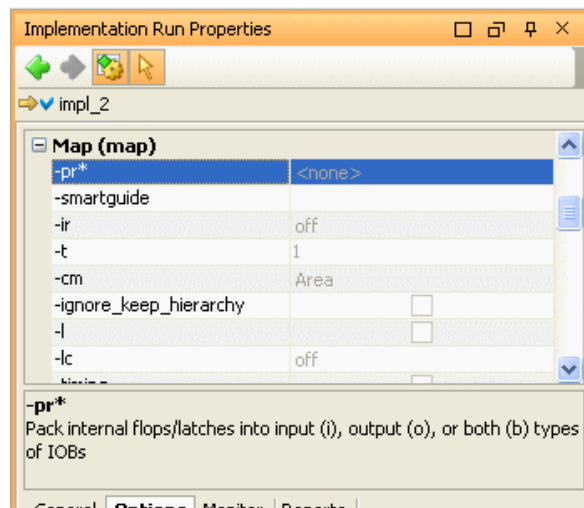 Implementation Run Properties
impl_2
Map (map)
-pr* <none>
-smartguide
-ir off
-t 1
-cm Area
-ignore_keep_hierarchy
-l
-lc off
-timing
-pr*
Pack internal flops/latches into input (i), output (o), or both (b) types
of IOBs
General Options Monitor Reports